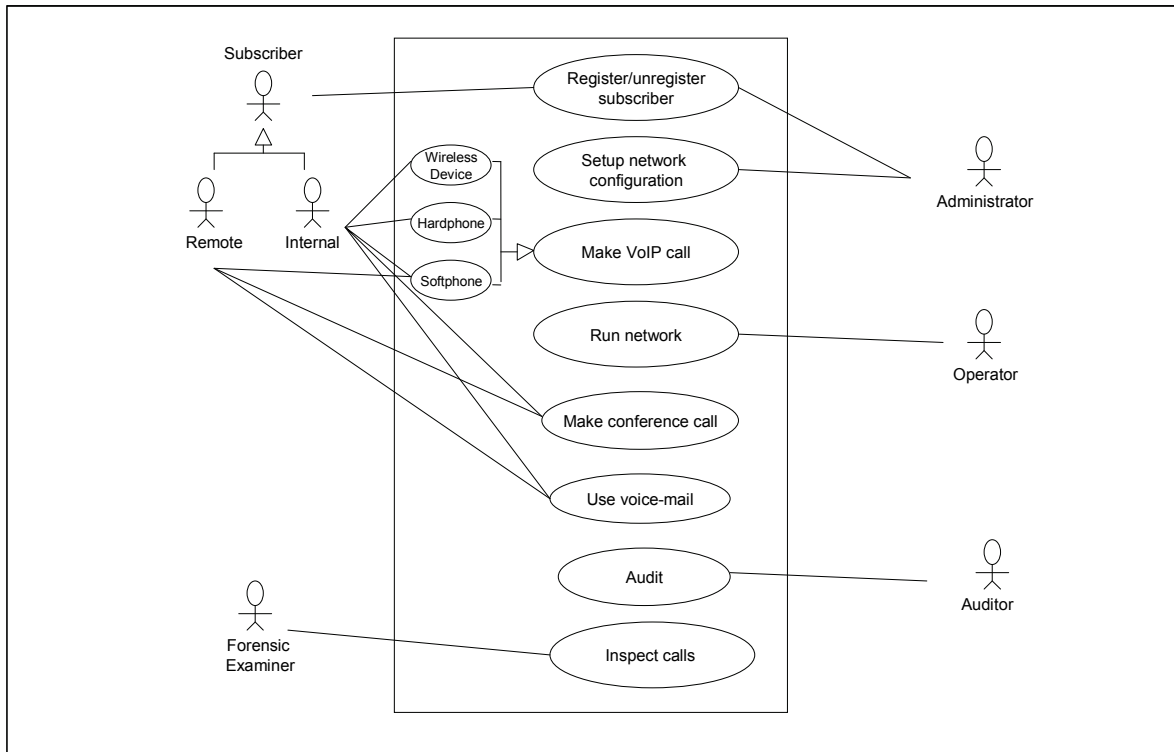 Subscriber
Register/unregister
subscriber
Wireless
Device
Setup network
configuration
Administrator
Remote
Internal
Hardphone
Make VoIP call
Softphone
Run network
Operator
Make conference call
Use voice-mail
Audit
Auditor
Forensic
Examiner
Inspect calls